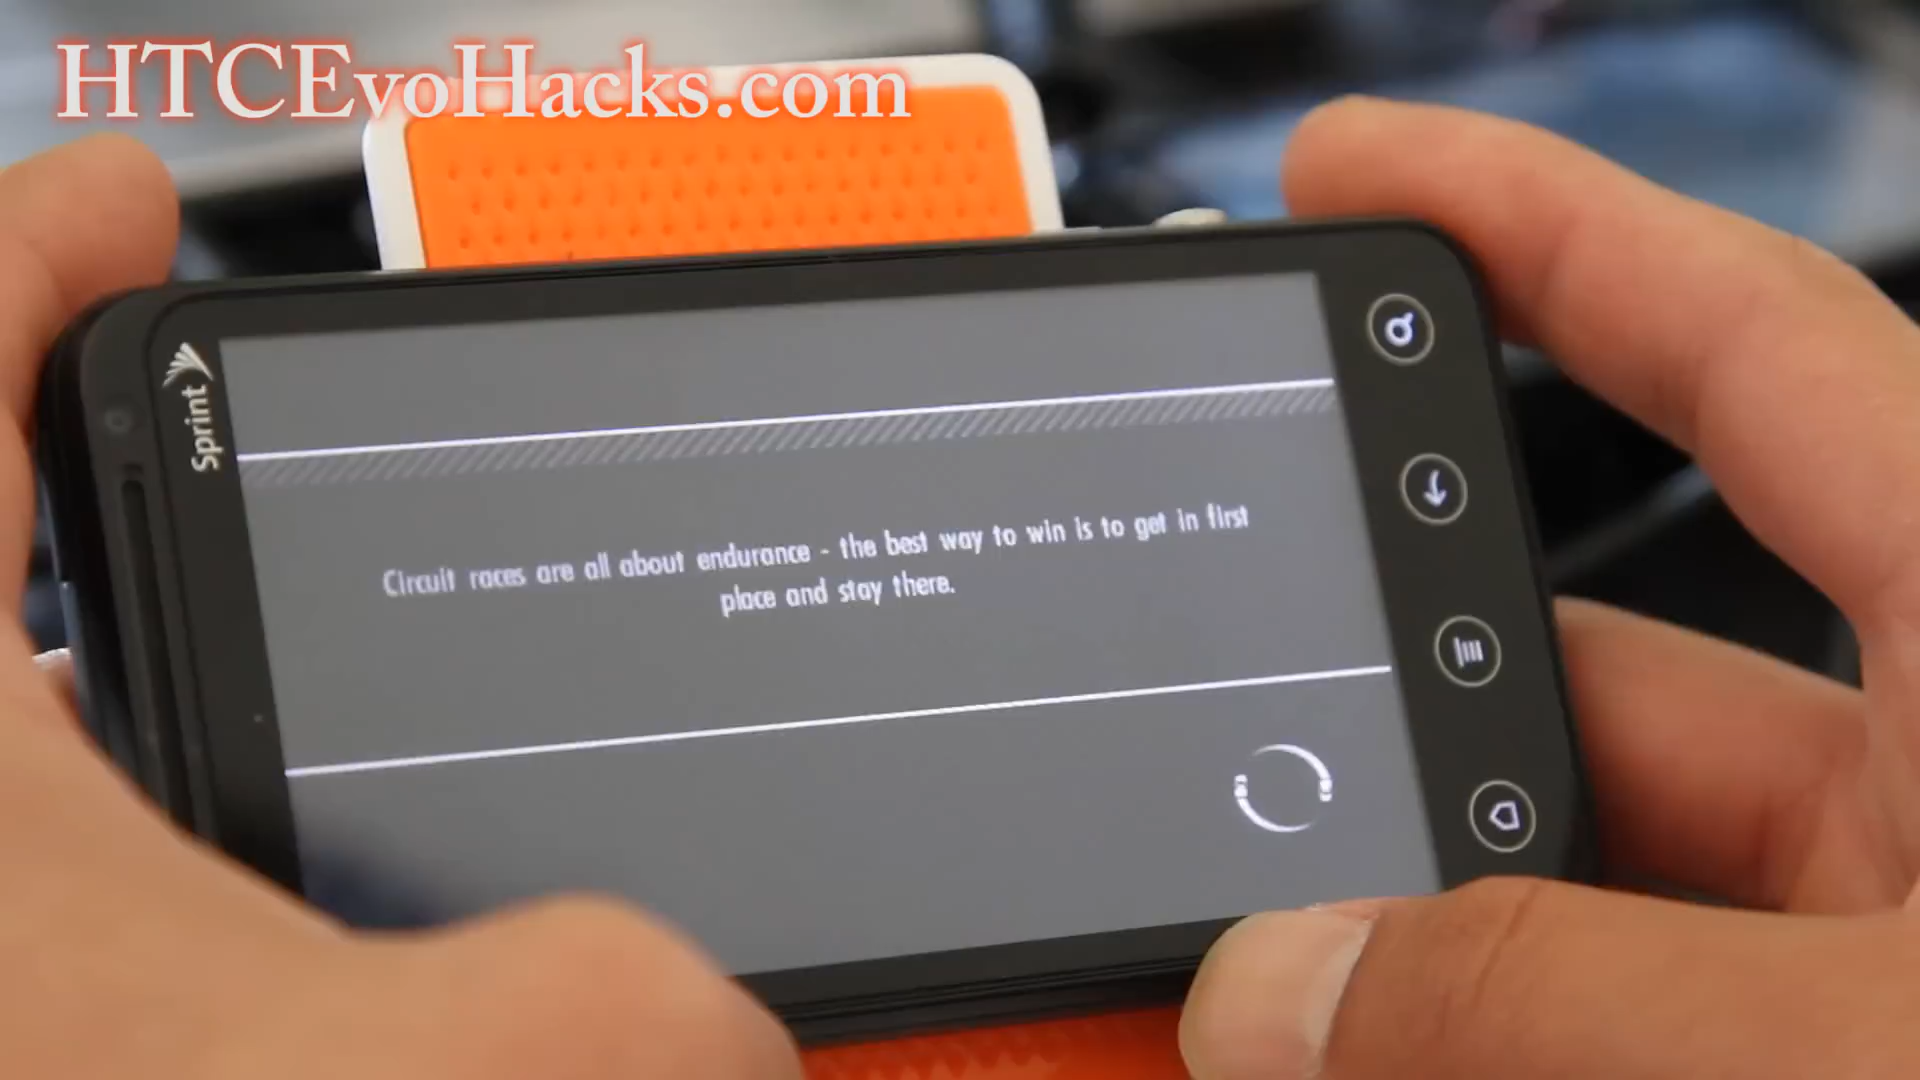 HTCEvoHacks.com
Sprint
Circuit races are all about endurance - the best way to win is to get in first
place and stay there.